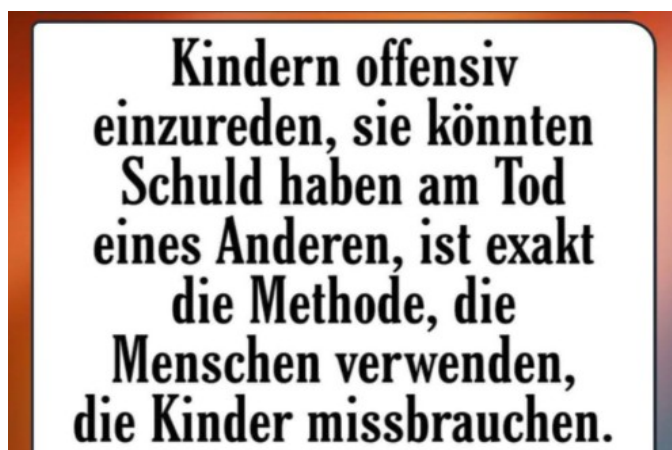 Kindern offensiv
einzureden, sie könnten
Schuld haben am Tod
eines Anderen, ist exakt
die Methode, die
Menschen verwenden,
die Kinder missbrauchen.